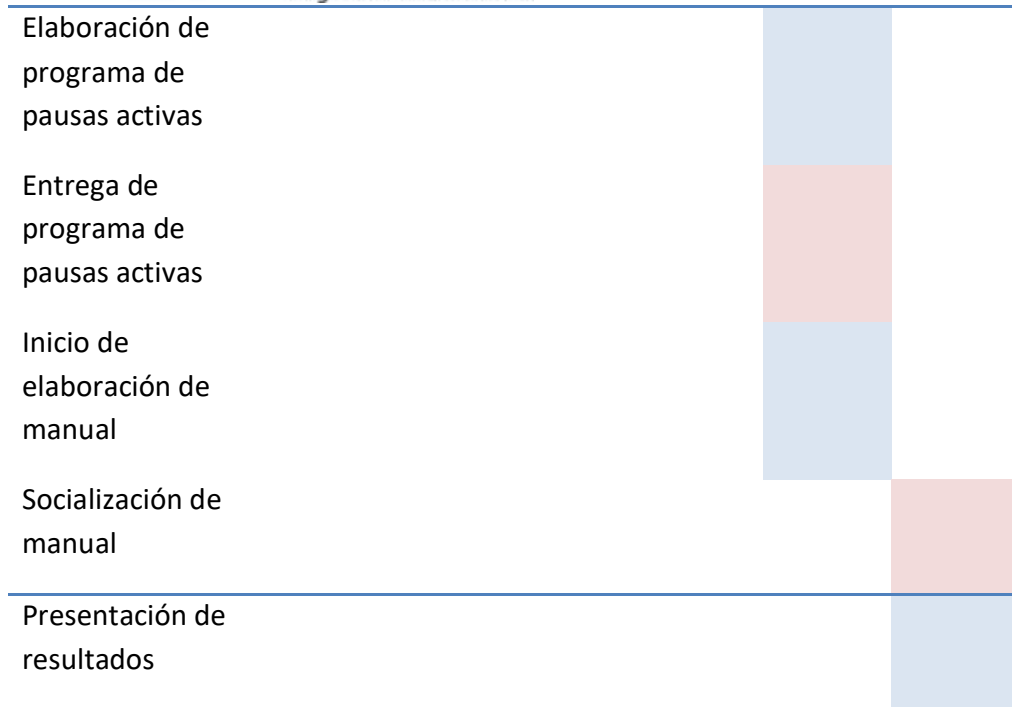 Elaboración de
programa de
pausas activas
Entrega de
programa de
pausas activas
Inicio de
elaboración de
manual
Socialización de
manual
Presentación de
resultados